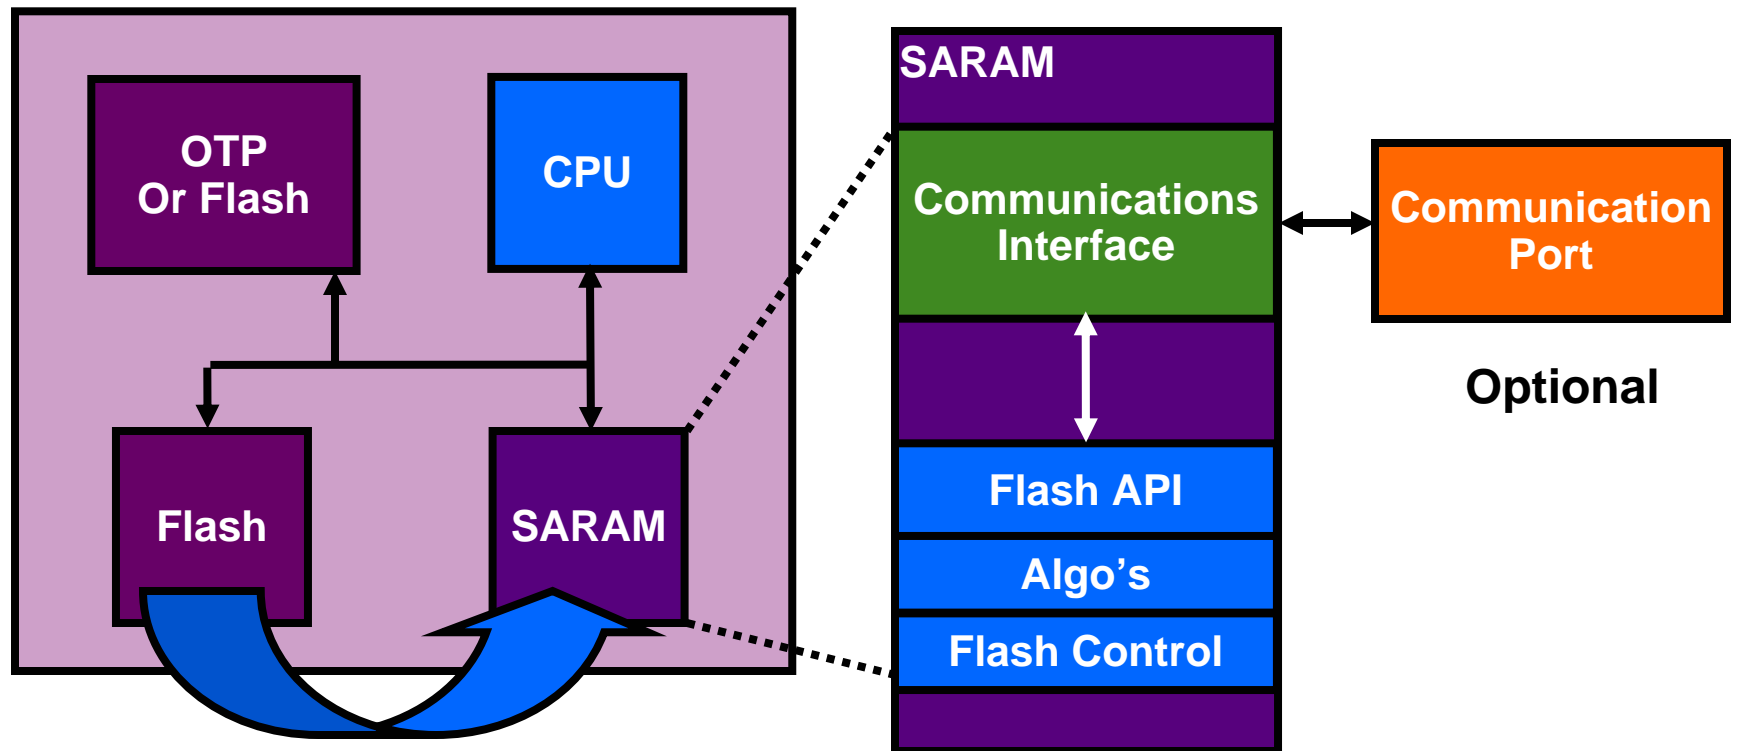 OTP
Or Flash
CPU
Flash
SARAM
SARAM
Communications
Interface
Flash API
Algo's
Flash Control
Communication
Port
Optional